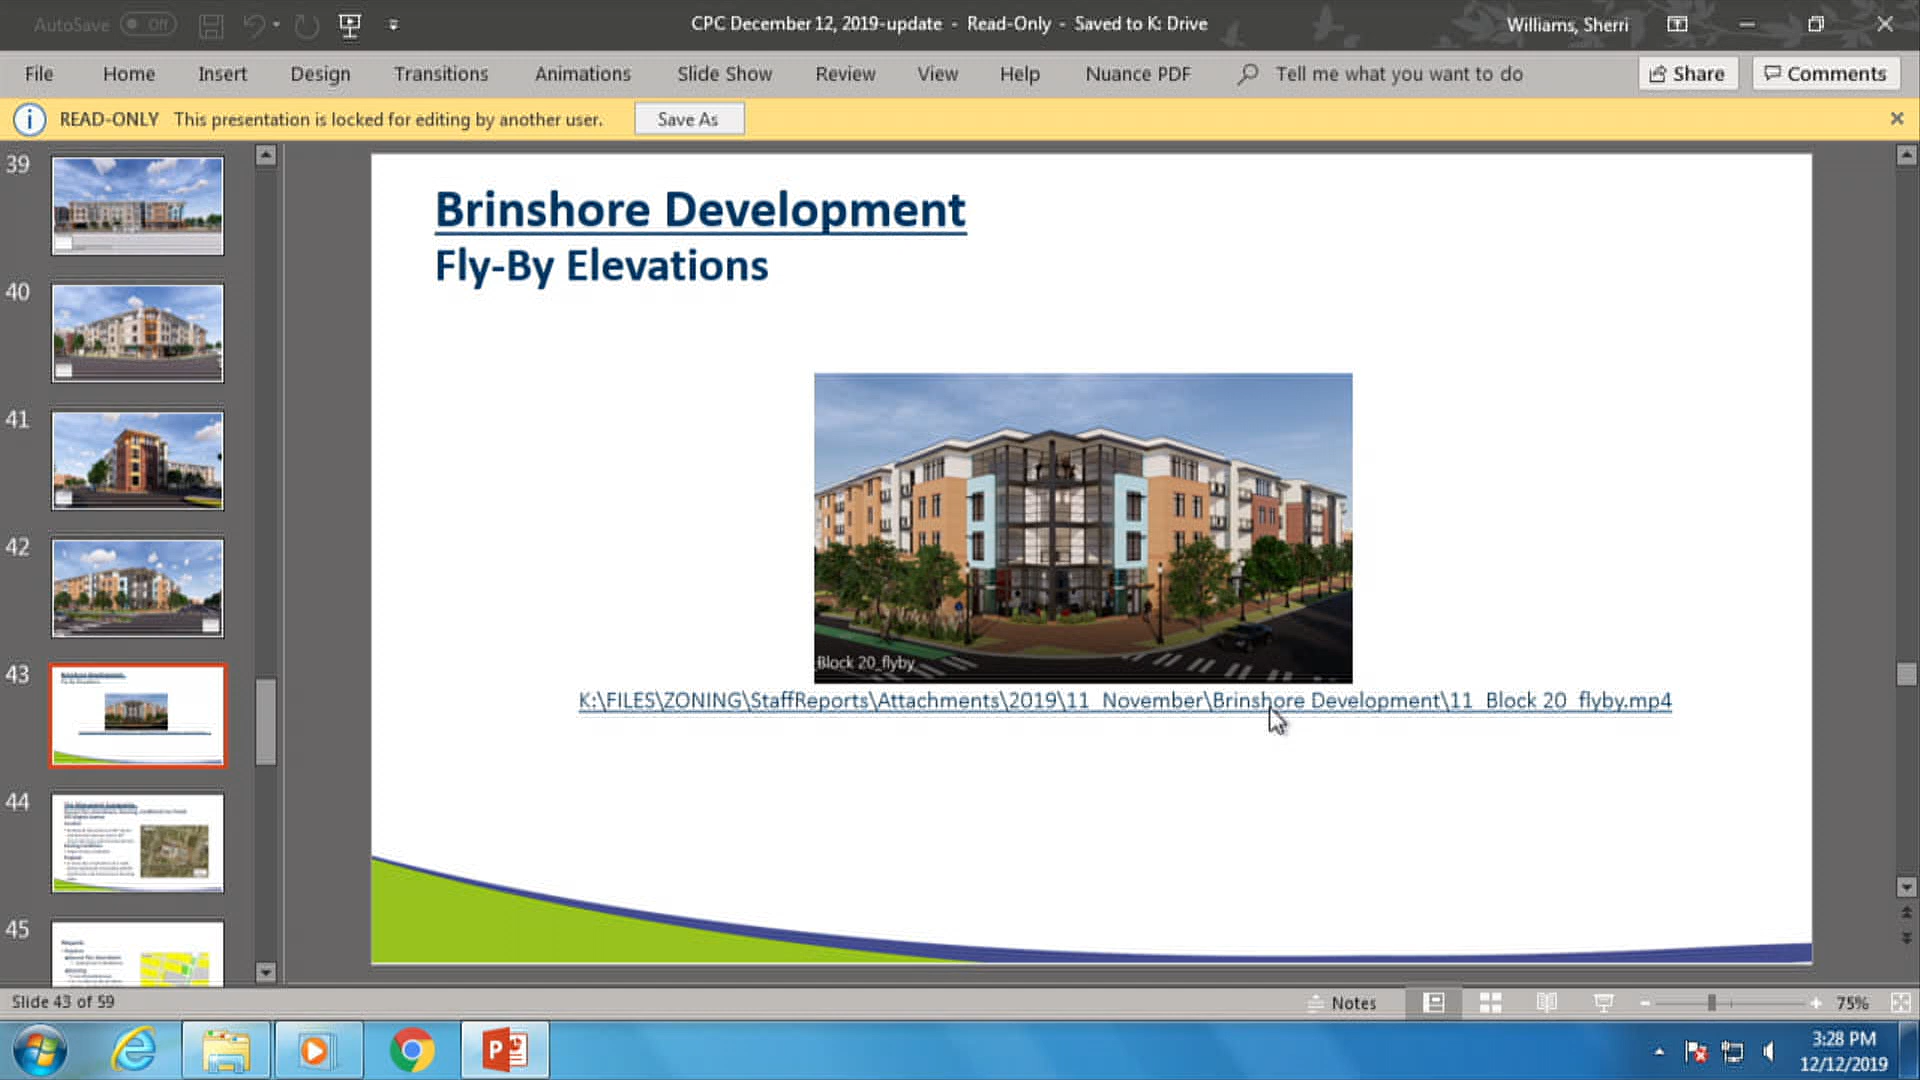 AutoSave Off
CPC December 12, 2019-update - Read-Only - Saved to K: Drive
Williams, Sherri
File Home Insert Design Transitions Animations Slide Show Review View Help Nuance PDF Tell me what you want to do Share Comments
READ-ONLY This presentation is locked for editing by another user. Save As
39
40
41
42
43
44
45
Brinshore Development
Fly-By Elevations
Block 20_flyby
K:\FILES\ZONING\StaffReports\Attachments\2019\11_November\Brinshore Development\11_Block 20_flyby.mp4
Slide 43 of 59
Notes
75%
3:28 PM
12/12/2019